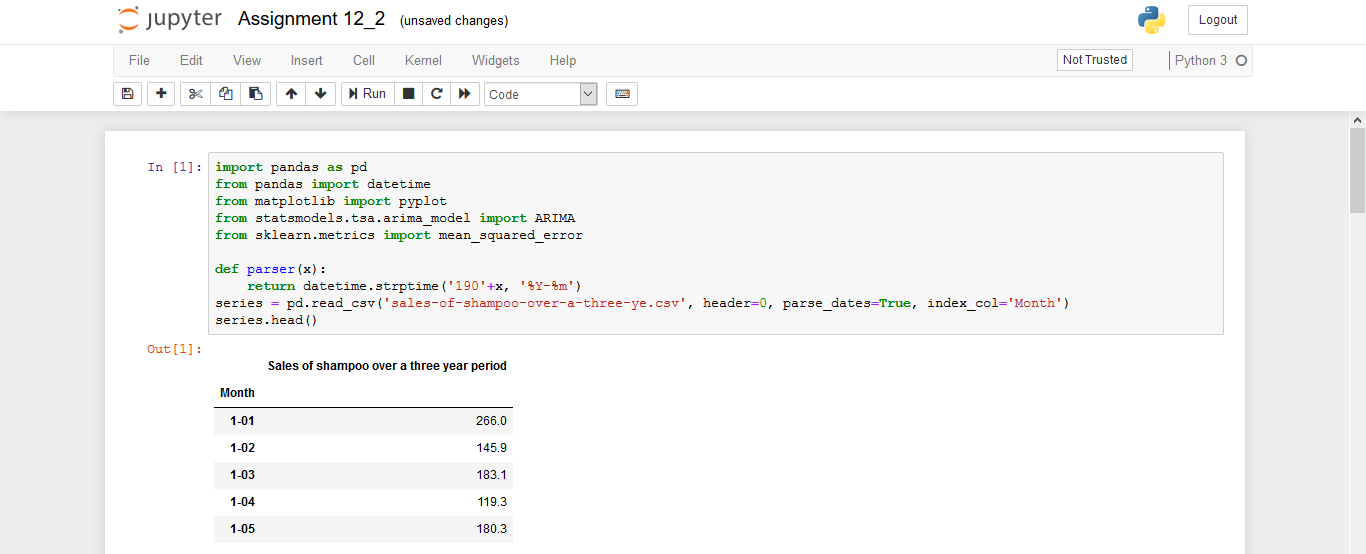 jupyter Assignment 12_2 (unsaved changes) Logout
File Edit View Insert Cell Kernel Widgets Help Not Trusted Python 3
Run Code
In [1]: import pandas as pd
from pandas import datetime
from matplotlib import pyplot
from statsmodels.tsa.arima_model import ARIMA
from sklearn.metrics import mean_squared_error

def parser(x):
    return datetime.strptime('190'+x, '%Y-%m')
series = pd.read_csv('sales-of-shampoo-over-a-three-ye.csv', header=0, parse_dates=True, index_col='Month')
series.head()
Out[1]:
Sales of shampoo over a three year period
Month
1-01 266.0
1-02 145.9
1-03 183.1
1-04 119.3
1-05 180.3